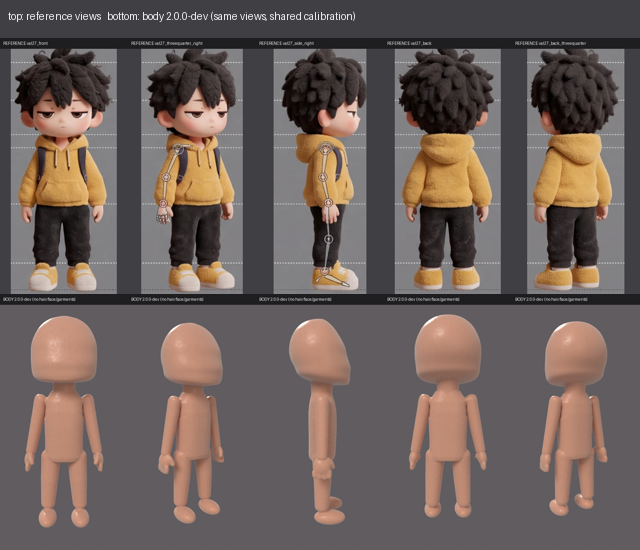 top: reference views   bottom: body 2.0.0-dev (same views, shared calibration)
REFERENCE sd27_front
REFERENCE sd27_threequarter_right
REFERENCE sd27_side_right
REFERENCE sd27_back
REFERENCE sd27_back_threequarter
BODY 2.0.0-dev (no hair/face/garments)
BODY 2.0.0-dev (no hair/face/garments)
BODY 2.0.0-dev (no hair/face/garments)
BODY 2.0.0-dev (no hair/face/garments)
BODY 2.0.0-dev (no hair/face/garments)